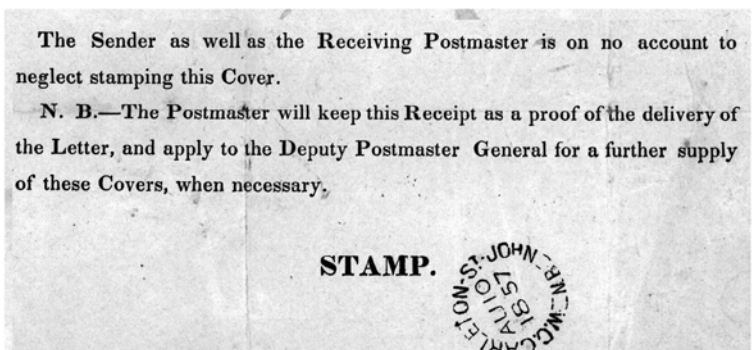 The Sender as well as the Receiving Postmaster is on no account to
neglect stamping this Cover.
N. B.—The Postmaster will keep this Receipt as a proof of the delivery of
the Letter, and apply to the Deputy Postmaster General for a further supply
of these Covers, when necessary.
STAMP.
CARLETON-ST. JOHN_N.B_W.C.
AU 10
1857